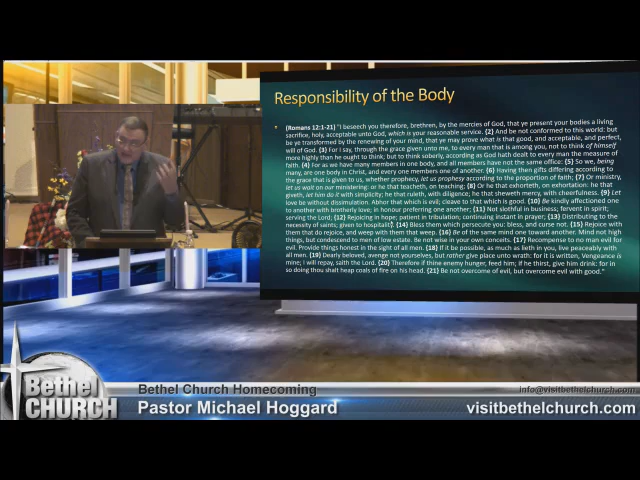 Responsibility of the Body
• (Romans 12:1-21) "I beseech you therefore, brethren, by the mercies of God, that ye present your bodies a living
sacrifice, holy, acceptable unto God, which is your reasonable service. {2} And be not conformed to this world: but
be ye transformed by the renewing of your mind, that ye may prove what is that good, and acceptable, and perfect,
will of God. {3} For I say, through the grace given unto me, to every man that is among you, not to think of himself
more highly than he ought to think; but to think soberly, according as God hath dealt to every man the measure of
faith. {4} For as we have many members in one body, and all members have not the same office: {5} So we, being
many, are one body in Christ, and every one members one of another. {6} Having then gifts differing according to
the grace that is given to us, whether prophecy, let us prophesy according to the proportion of faith; {7} Or ministry,
let us wait on our ministering: or he that teacheth, on teaching; {8} Or he that exhorteth, on exhortation: he that
giveth, let him do it with simplicity; he that ruleth, with diligence; he that sheweth mercy, with cheerfulness. {9} Let
love be without dissimulation. Abhor that which is evil; cleave to that which is good. {10} Be kindly affectioned one
to another with brotherly love; in honour preferring one another; {11} Not slothful in business; fervent in spirit;
serving the Lord; {12} Rejoicing in hope; patient in tribulation; continuing instant in prayer; {13} Distributing to the
necessity of saints; given to hospitality. {14} Bless them which persecute you: bless, and curse not. {15} Rejoice with
them that do rejoice, and weep with them that weep. {16} Be of the same mind one toward another. Mind not high
things, but condescend to men of low estate. Be not wise in your own conceits. {17} Recompense to no man evil for
evil. Provide things honest in the sight of all men. {18} If it be possible, as much as lieth in you, live peaceably with
all men. {19} Dearly beloved, avenge not yourselves, but rather give place unto wrath: for it is written, Vengeance is
mine; I will repay, saith the Lord. {20} Therefore if thine enemy hunger, feed him; if he thirst, give him drink: for in
so doing thou shalt heap coals of fire on his head. {21} Be not overcome of evil, but overcome evil with good."
Bethel
CHURCH
Bethel Church Homecoming
info@visitbethelchurch.com
Pastor Michael Hoggard
visitbethelchurch.com